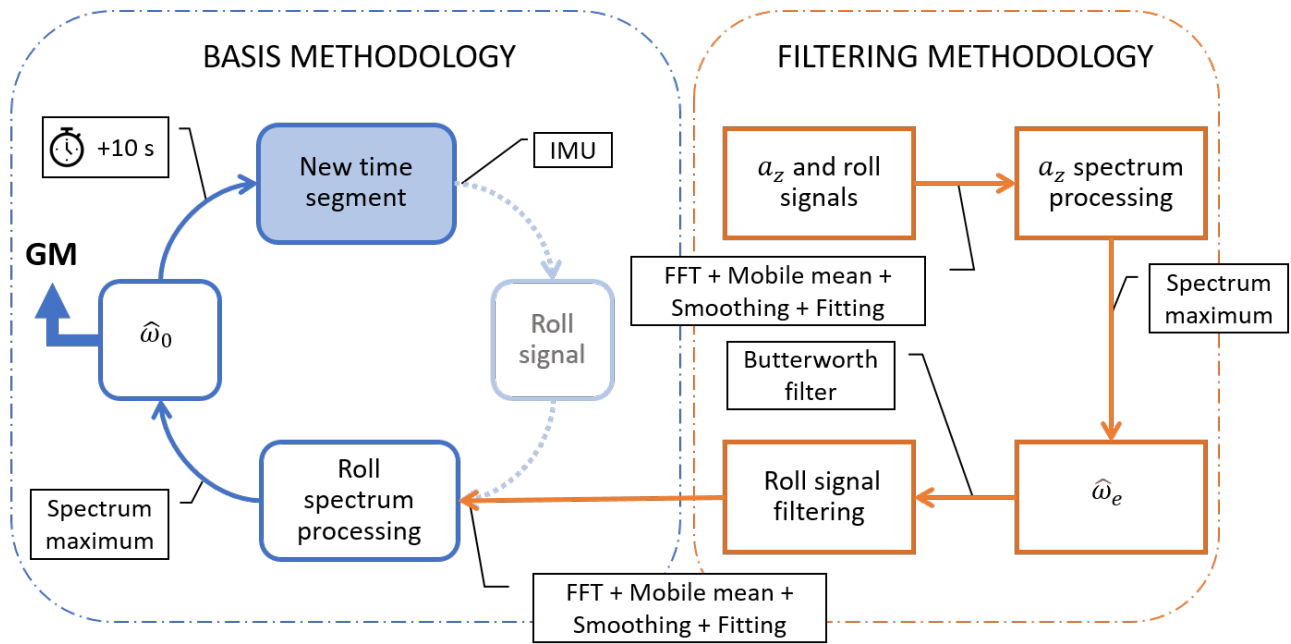 BASIS METHODOLOGY
+10 s
New time
segment
IMU
GM
ω̂₀
Roll
signal
Roll
spectrum
processing
Spectrum
maximum
FILTERING METHODOLOGY
a_z and roll
signals
a_z spectrum
processing
FFT + Mobile mean +
Smoothing + Fitting
Spectrum
maximum
Butterworth
filter
Roll signal
filtering
ω̂ₑ
FFT + Mobile mean +
Smoothing + Fitting